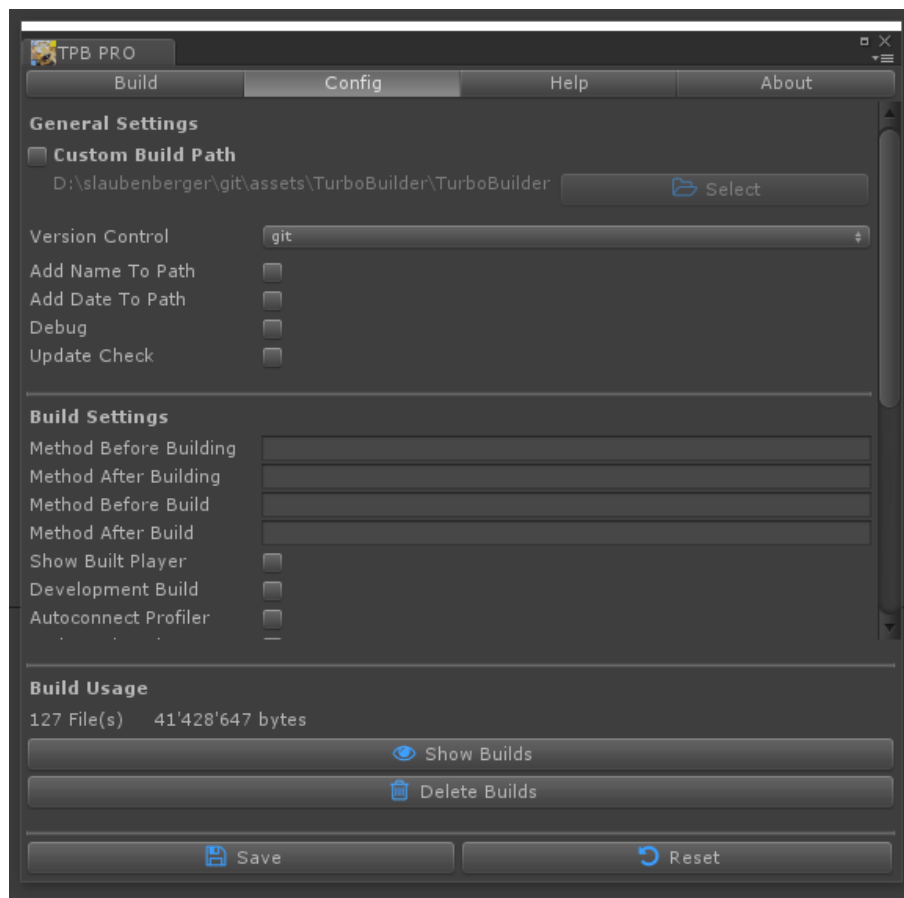 TPB PRO
Build Config Help About
General Settings
Custom Build Path
D:\slaubenberger\git\assets\TurboBuilder\TurboBuilder Select
Version Control git
Add Name To Path
Add Date To Path
Debug
Update Check
Build Settings
Method Before Building
Method After Building
Method Before Build
Method After Build
Show Built Player
Development Build
Autoconnect Profiler
Build Usage
127 File(s) 41'428'647 bytes
Show Builds
Delete Builds
Save Reset